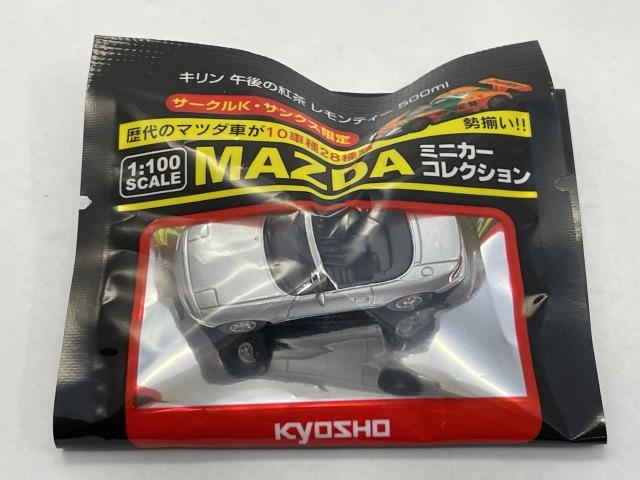 キリン 午後の紅茶 レモンティー 500ml
サークルK・サンクス限定
歴代のマツダ車が10車種28種類
勢揃い!!
1:100
SCALE
MAZDA
ミニカー
コレクション
KYOSHO